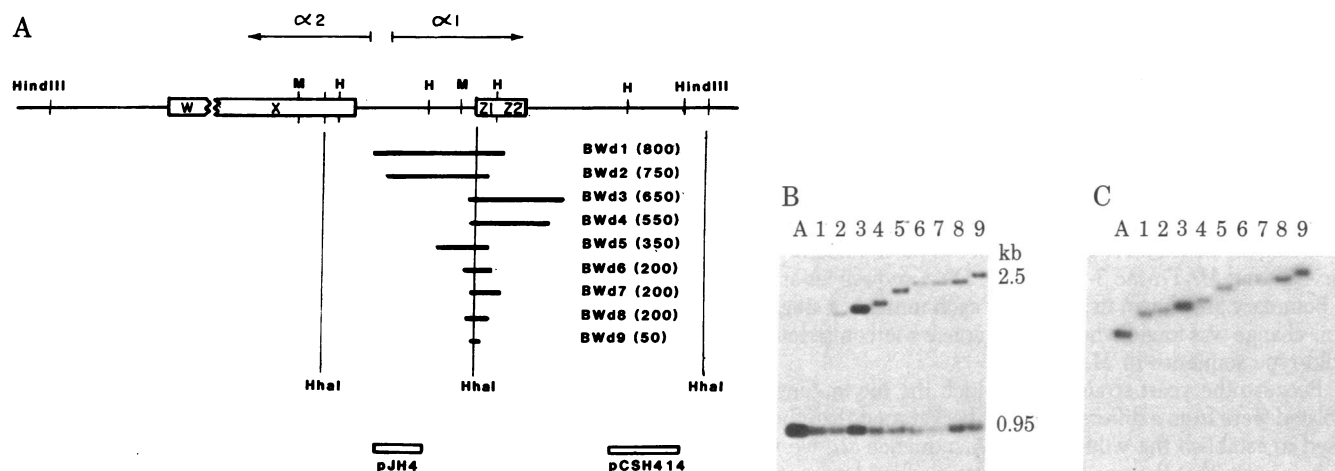 A
α2 α1
HindIII M H H M H H HindIII
W X Z1 Z2
BWd1 (800)
BWd2 (750)
BWd3 (650)
BWd4 (550)
BWd5 (350)
BWd6 (200)
BWd7 (200)
BWd8 (200)
BWd9 (50)
HhaI HhaI HhaI
pJH4 pCSH414
B
A 1 2 3 4 5 6 7 8 9
kb
2.5
0.95
C
A 1 2 3 4 5 6 7 8 9